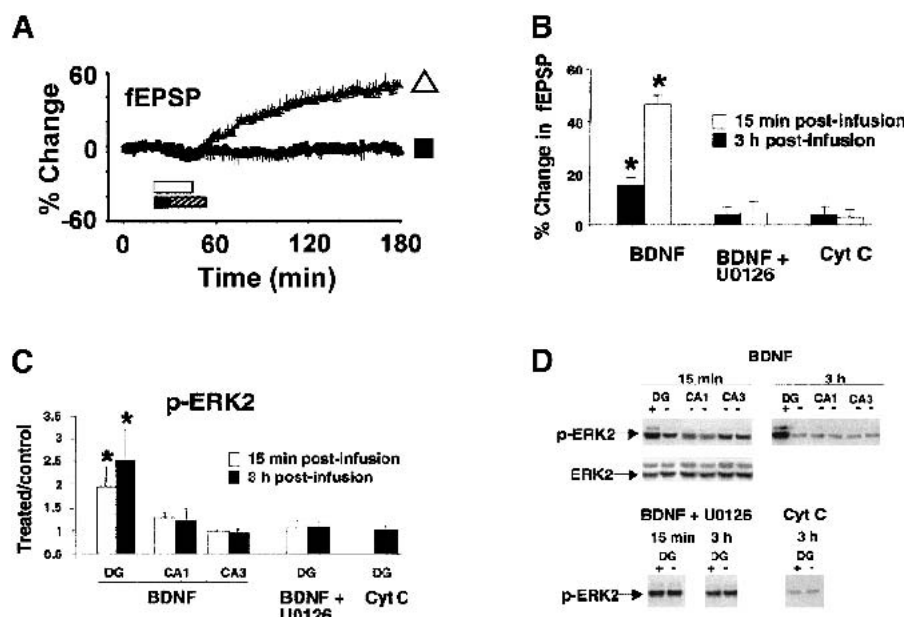 A
60
fEPSP
0
% Change
-60
0 60 120 180
Time (min)
B
60
40
20
0
% Change in fEPSP
*
*
15 min post-infusion
3 h post-infusion
BDNF
BDNF +
U0126
Cyt C
C
p-ERK2
3.5
3
2.5
2
1.5
1
0.5
Treated/control
*
*
15 min post-infusion
3 h post-infusion
DG CA1 CA3 DG DG
BDNF
BDNF +
U0126
Cyt C
D
BDNF
15 min 3 h
DG CA1 CA3 DG CA1 CA3
+ - - - - - + - - - - -
p-ERK2
ERK2
BDNF + U0126 Cyt C
15 min 3 h 3 h
DG DG DG
+ - + - + -
p-ERK2